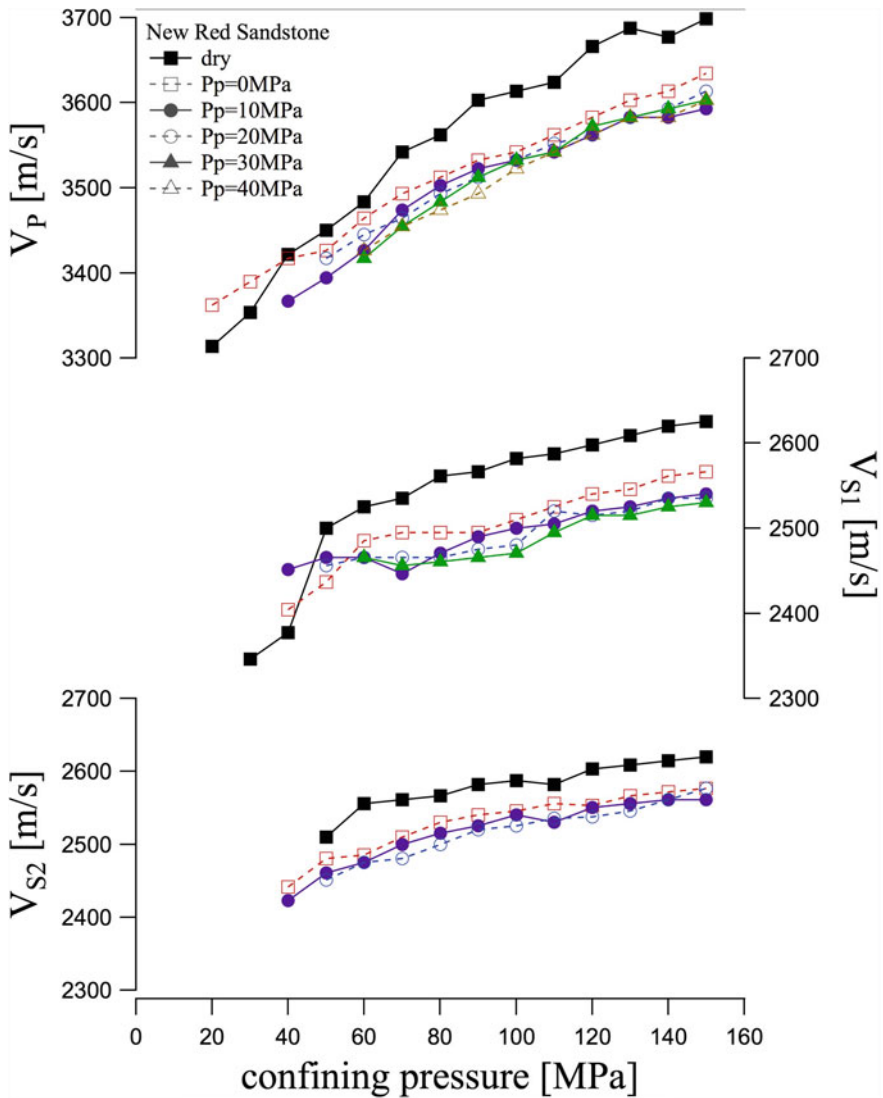 New Red Sandstone
dry
Pp=0MPa
Pp=10MPa
Pp=20MPa
Pp=30MPa
Pp=40MPa
3700
3600
3500
3400
3300
VP [m/s]
2700
2600
2500
2400
2300
VS1 [m/s]
2700
2600
2500
2400
2300
VS2 [m/s]
0 20 40 60 80 100 120 140 160
confining pressure [MPa]